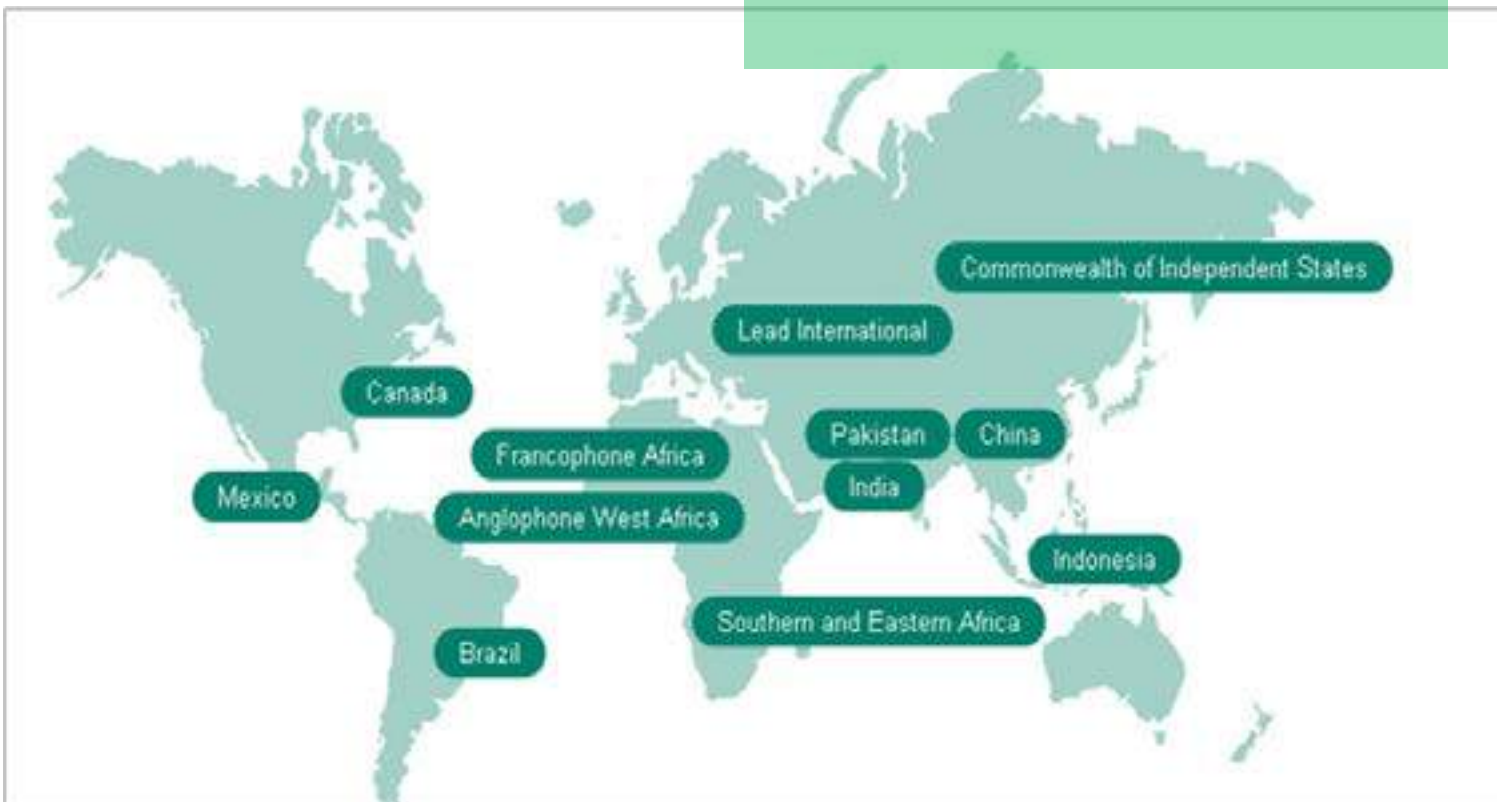 Commonwealth of Independent States
Lead International
Canada
Pakistan
China
Francophone Africa
India
Mexico
Anglophone West Africa
Indonesia
Southern and Eastern Africa
Brazil